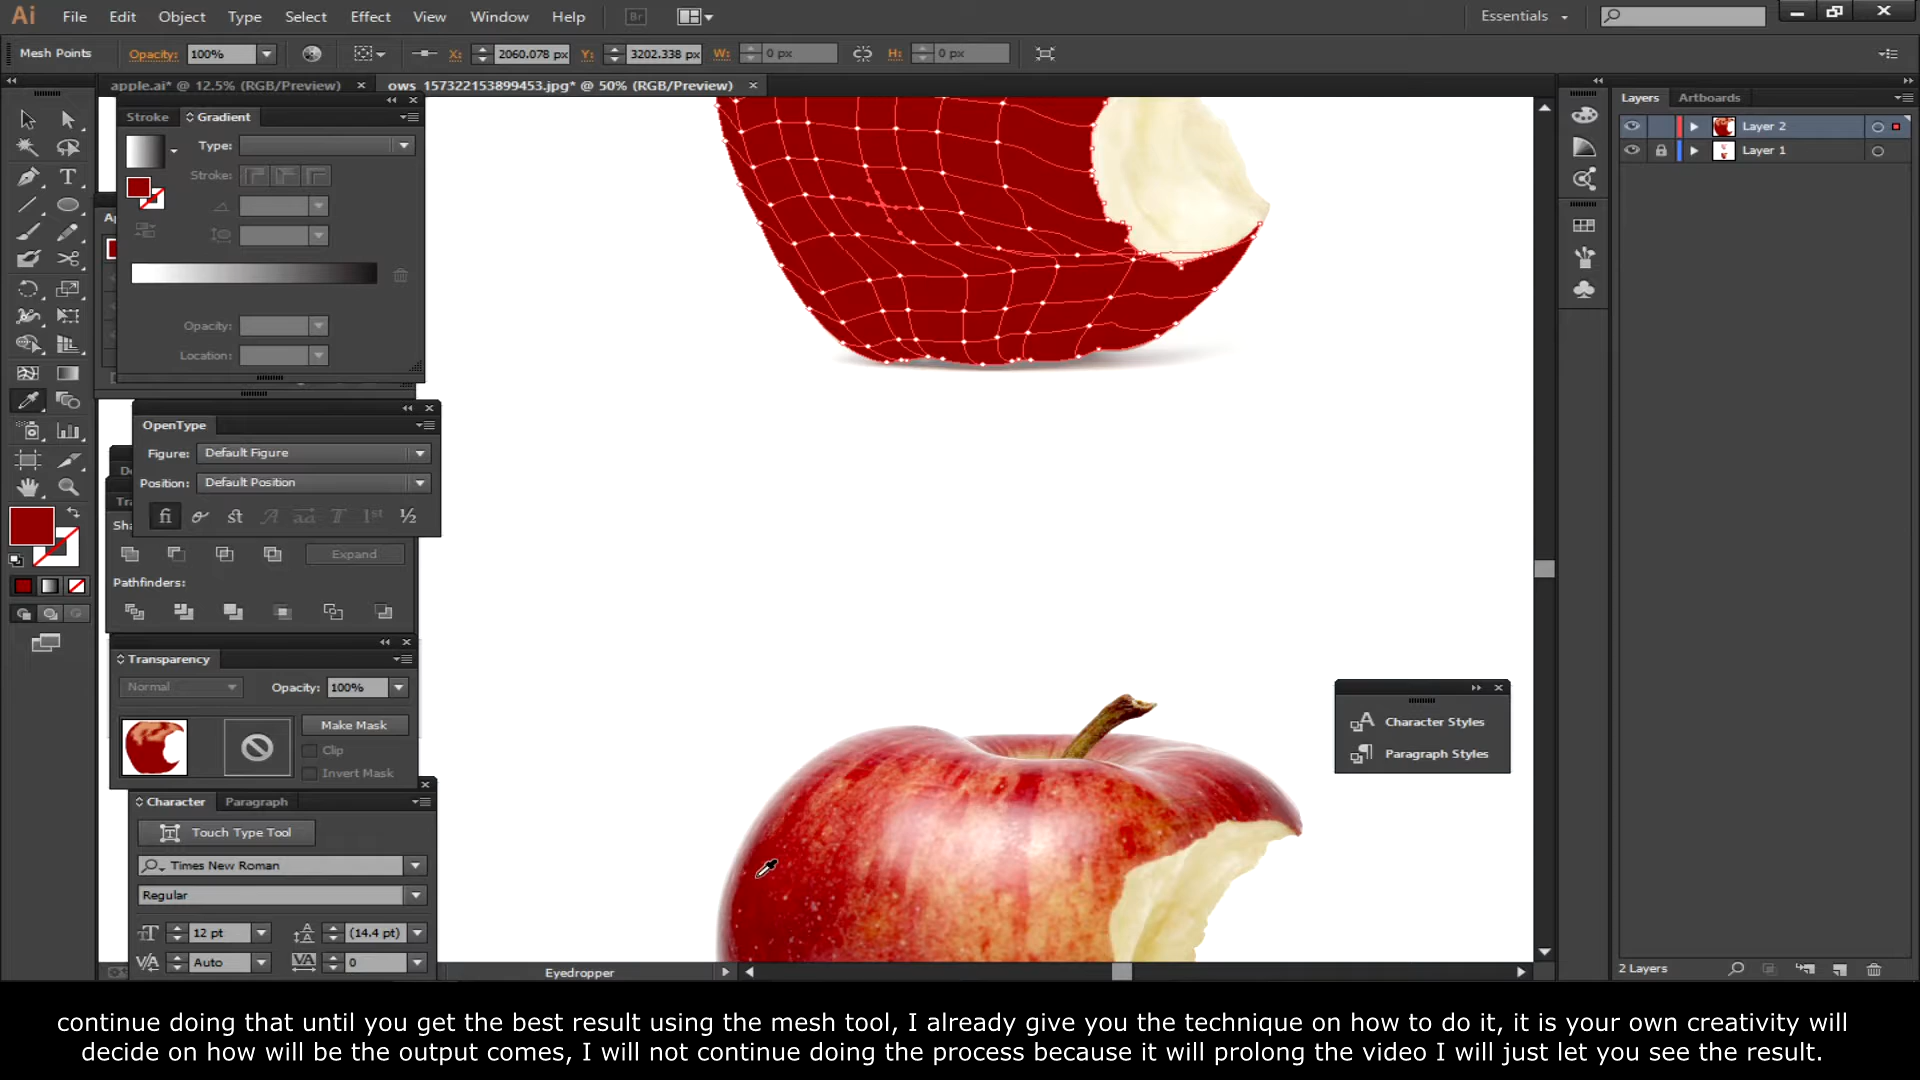 Ai File Edit Object Type Select Effect View Window Help Br Essentials
Mesh Points Opacity: 100% X: 2060.078 px Y: 3202.338 px W: 0 px H: 0 px
apple.ai* @ 12.5% (RGB/Preview) ows_157322153899453.jpg* @ 50% (RGB/Preview)
Layers Artboards
Stroke Gradient
Layer 2
Type:
Layer 1
Stroke:
Opacity:
Location:
OpenType
Figure: Default Figure
Position: Default Position
fi st 1st ½
Expand
Pathfinders:
Transparency
Normal Opacity: 100%
Make Mask
Clip
Invert Mask
Character Styles
Paragraph Styles
Character Paragraph
Touch Type Tool
Times New Roman
Regular
12 pt (14.4 pt)
Auto 0
Eyedropper
2 Layers
continue doing that until you get the best result using the mesh tool, I already give you the technique on how to do it, it is your own creativity will
decide on how will be the output comes, I will not continue doing the process because it will prolong the video I will just let you see the result.